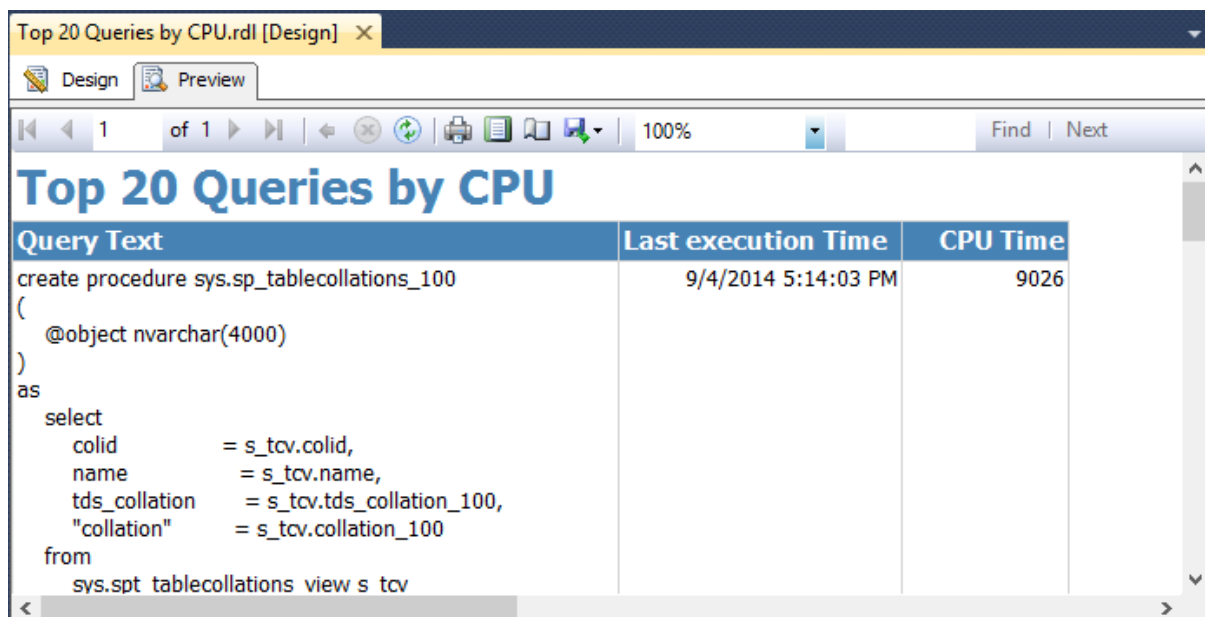 Top 20 Queries by CPU.rdl [Design]
Design Preview
1 of 1 100% Find | Next
Top 20 Queries by CPU
Query Text Last execution Time CPU Time
create procedure sys.sp_tablecollations_100 9/4/2014 5:14:03 PM 9026
(
@object nvarchar(4000)
)
as
select
colid = s_tcv.colid,
name = s_tcv.name,
tds_collation = s_tcv.tds_collation_100,
"collation" = s_tcv.collation_100
from
sys.spt_tablecollations_view s_tcv